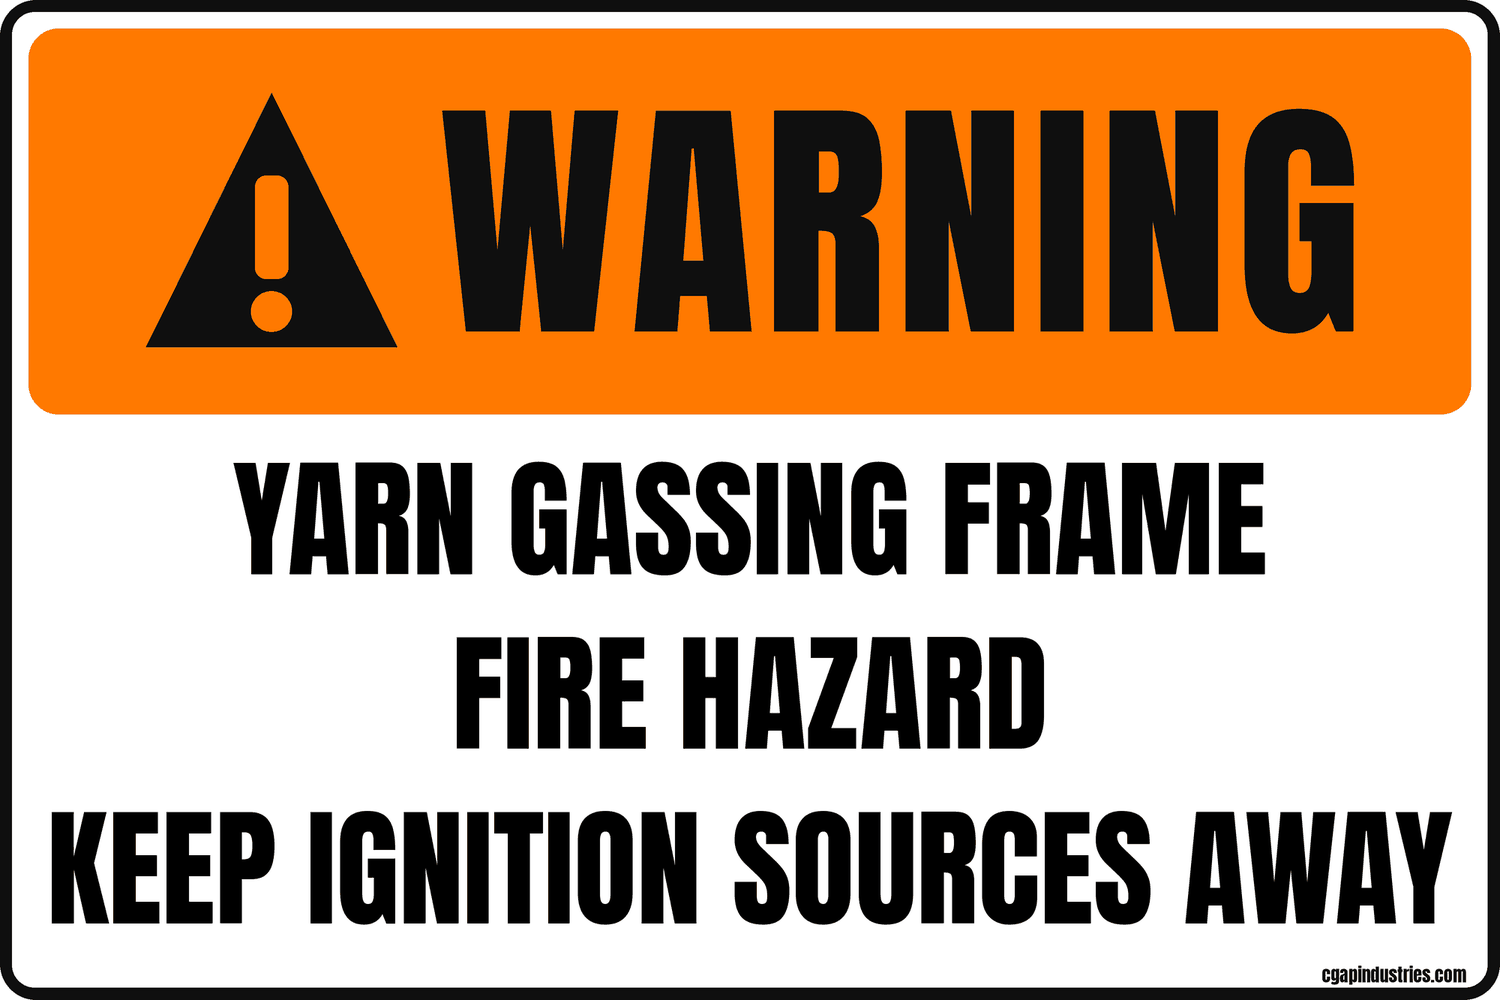 WARNING
YARN GASSING FRAME
FIRE HAZARD
KEEP IGNITION SOURCES AWAY
cgapindustries.com